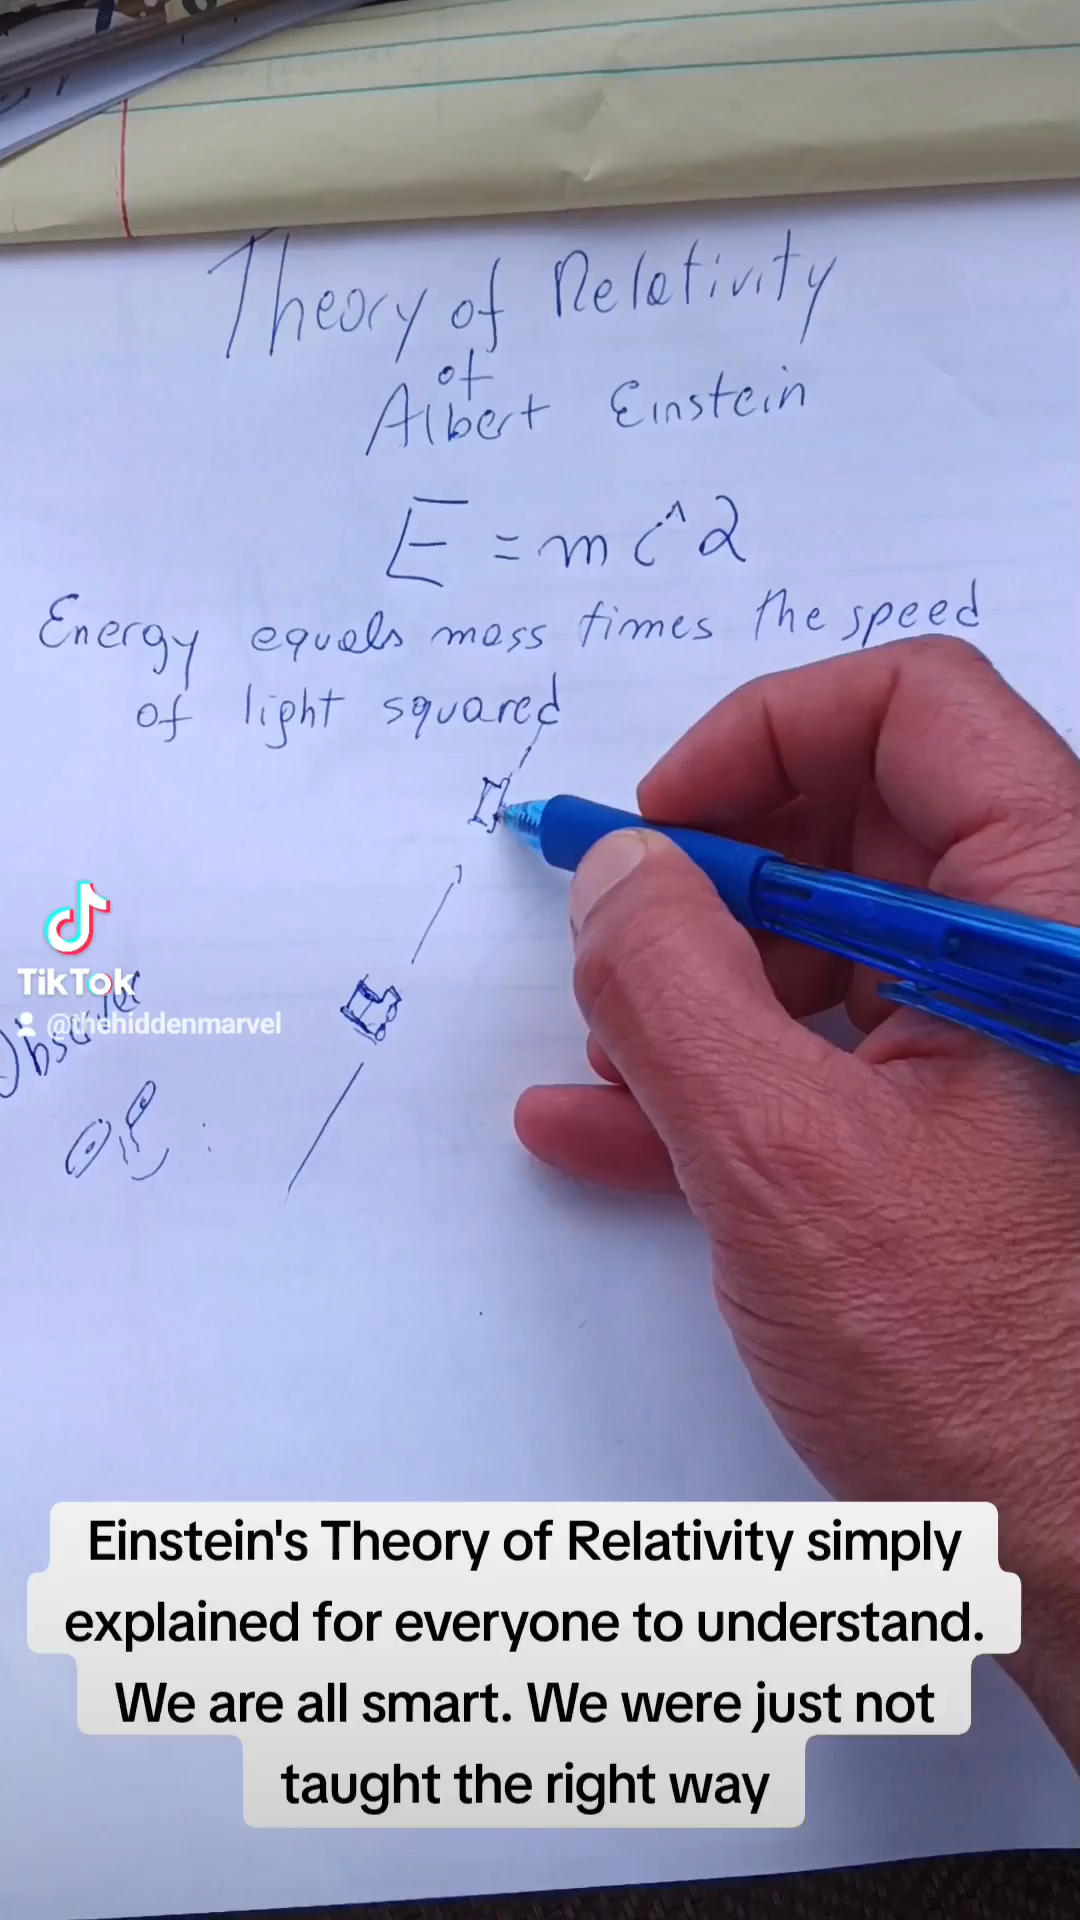 Theory of Relativity
of
Albert Einstein
E = mc^2
Energy equals mass times the speed
of light squared
TikTok
@thehiddenmarvel
Observer
Einstein's Theory of Relativity simply
explained for everyone to understand.
We are all smart. We were just not
taught the right way